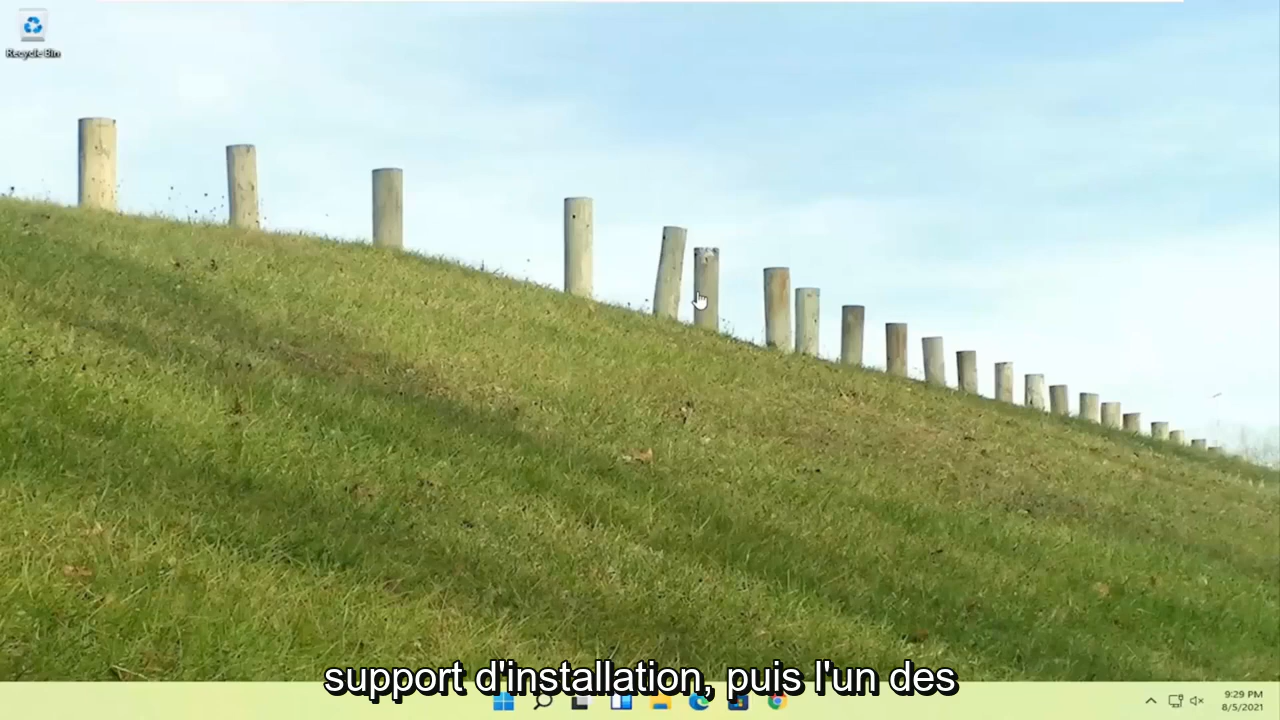 Recycle Bin
support d'installation, puis l'un des
9:29 PM
8/5/2021